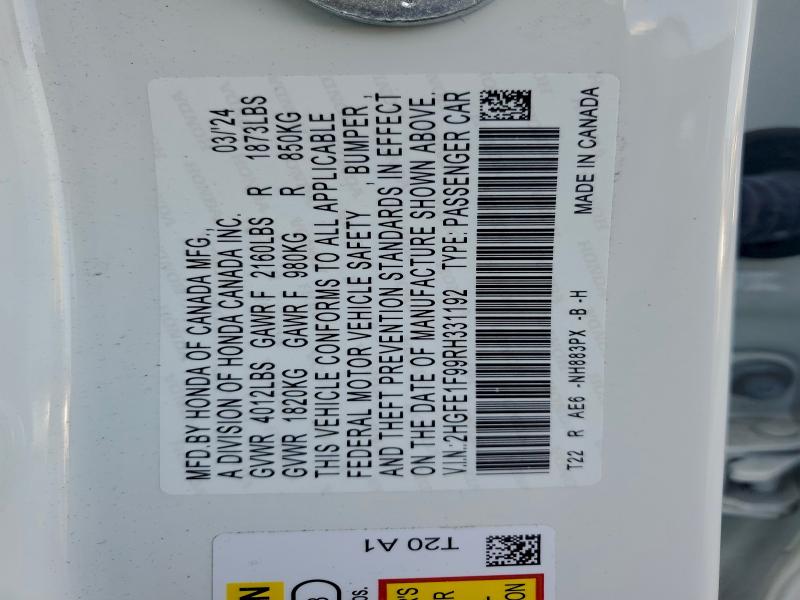 MFD.BY HONDA OF CANADA MFG., 03/'24
A DIVISION OF HONDA CANADA INC.
GVWR 4012LBS GAWR F 2160LBS R 1873LBS
GVWR 1820KG GAWR F 980KG R 850KG
THIS VEHICLE CONFORMS TO ALL APPLICABLE
FEDERAL MOTOR VEHICLE SAFETY , BUMPER ,
AND THEFT PREVENTION STANDARDS IN EFFECT
ON THE DATE OF MANUFACTURE SHOWN ABOVE.
V.I.N.:2HGFE1F99RH331192 TYPE: PASSENGER CAR
T22 R AE6 -NH883PX -B -H
MADE IN CANADA
T20 A1